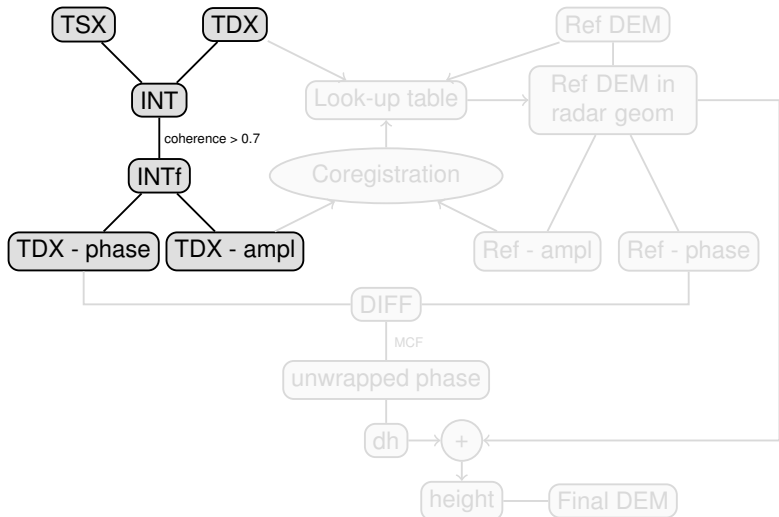 TSX
TDX
Ref DEM
INT
Look-up table
Ref DEM in
radar geom
coherence > 0.7
INTf
Coregistration
TDX - phase
TDX - ampl
Ref - ampl
Ref - phase
DIFF
MCF
unwrapped phase
dh
+
height
Final DEM